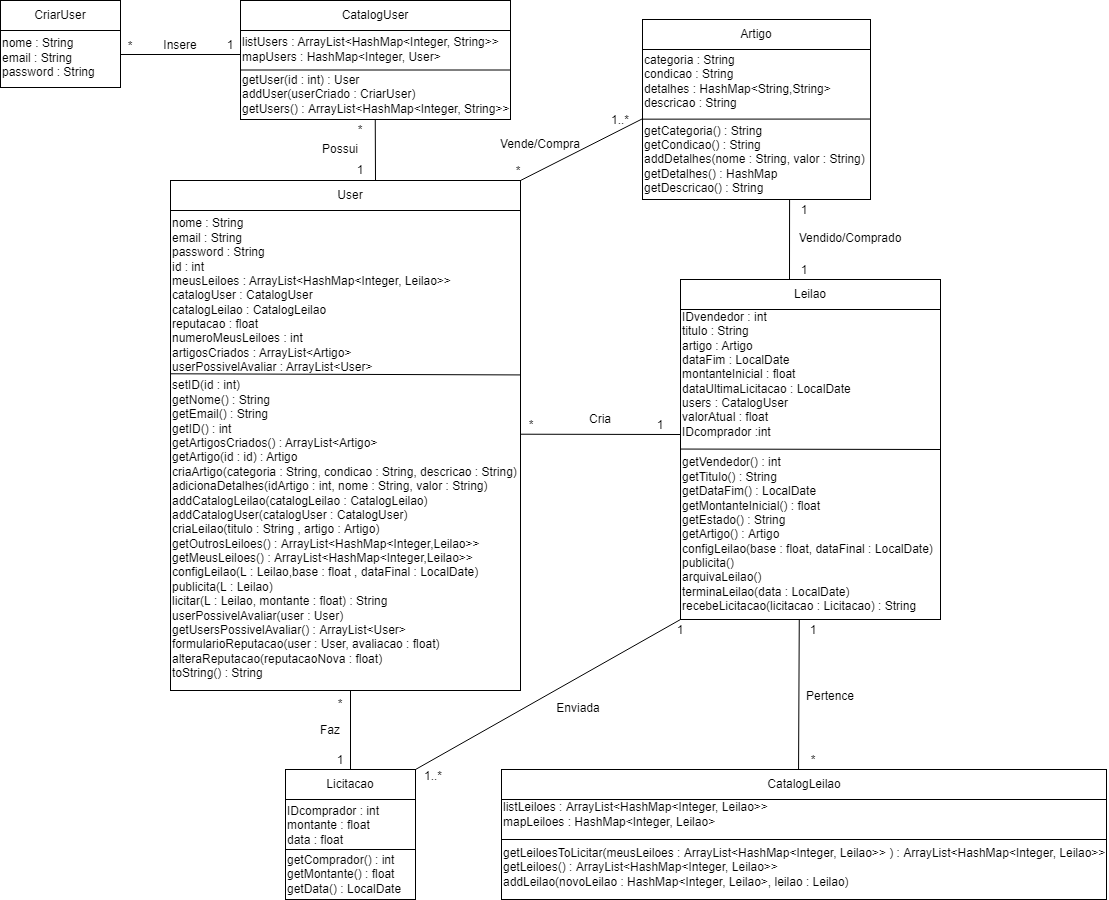 CriarUser
nome : String
email : String
password : String
* Insere 1
CatalogUser
listUsers : ArrayList<HashMap<Integer, String>>
mapUsers : HashMap<Integer, User>
getUser(id : int) : User
addUser(userCriado : CriarUser)
getUsers() : ArrayList<HashMap<Integer, String>>
*
Possui
1
Artigo
categoria : String
condicao : String
detalhes : HashMap<String,String>
descricao : String
getCategoria() : String
getCondicao() : String
addDetalhes(nome : String, valor : String)
getDetalhes() : HashMap
getDescricao() : String
1..*
Vende/Compra
*
1
Vendido/Comprado
1
User
nome : String
email : String
password : String
id : int
meusLeiloes : ArrayList<HashMap<Integer, Leilao>>
catalogUser : CatalogUser
catalogLeilao : CatalogLeilao
reputacao : float
numeroMeusLeiloes : int
artigosCriados : ArrayList<Artigo>
userPossivelAvaliar : ArrayList<User>
setID(id : int)
getNome() : String
getEmail() : String
getID() : int
getArtigosCriados() : ArrayList<Artigo>
getArtigo(id : id) : Artigo
criaArtigo(categoria : String, condicao : String, descricao : String)
adicionaDetalhes(idArtigo : int, nome : String, valor : String)
addCatalogLeilao(catalogLeilao : CatalogLeilao)
addCatalogUser(catalogUser : CatalogUser)
criaLeilao(titulo : String , artigo : Artigo)
getOutrosLeiloes() : ArrayList<HashMap<Integer,Leilao>>
getMeusLeiloes() : ArrayList<HashMap<Integer,Leilao>>
configLeilao(L : Leilao,base : float , dataFinal : LocalDate)
publicita(L : Leilao)
licitar(L : Leilao, montante : float) : String
userPossivelAvaliar(user : User)
getUsersPossivelAvaliar() : ArrayList<User>
formularioReputacao(user : User, avaliacao : float)
alteraReputacao(reputacaoNova : float)
toString() : String
* Cria 1
Leilao
IDvendedor : int
titulo : String
artigo : Artigo
dataFim : LocalDate
montanteInicial : float
dataUltimaLicitacao : LocalDate
users : CatalogUser
valorAtual : float
IDcomprador :int
getVendedor() : int
getTitulo() : String
getDataFim() : LocalDate
getMontanteInicial() : float
getEstado() : String
getArtigo() : Artigo
configLeilao(base : float, dataFinal : LocalDate)
publicita()
arquivaLeilao()
terminaLeilao(data : LocalDate)
recebeLicitacao(licitacao : Licitacao) : String
*
Faz
1
1
Enviada
1..*
1
Pertence
*
Licitacao
IDcomprador : int
montante : float
data : float
getComprador() : int
getMontante() : float
getData() : LocalDate
CatalogLeilao
listLeiloes : ArrayList<HashMap<Integer, Leilao>>
mapLeiloes : HashMap<Integer, Leilao>
getLeiloesToLicitar(meusLeiloes : ArrayList<HashMap<Integer, Leilao>> ) : ArrayList<HashMap<Integer, Leilao>>
getLeiloes() : ArrayList<HashMap<Integer, Leilao>>
addLeilao(novoLeilao : HashMap<Integer, Leilao>, leilao : Leilao)